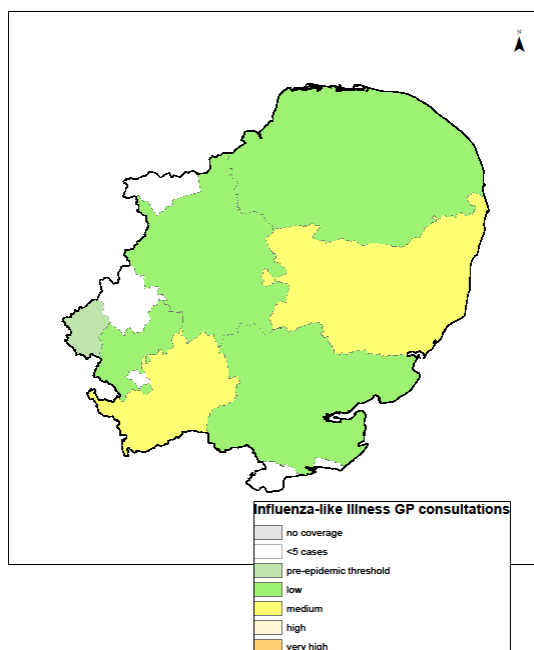 N
Influenza-like Illness GP consultations
no coverage
<5 cases
pre-epidemic threshold
low
medium
high
very high